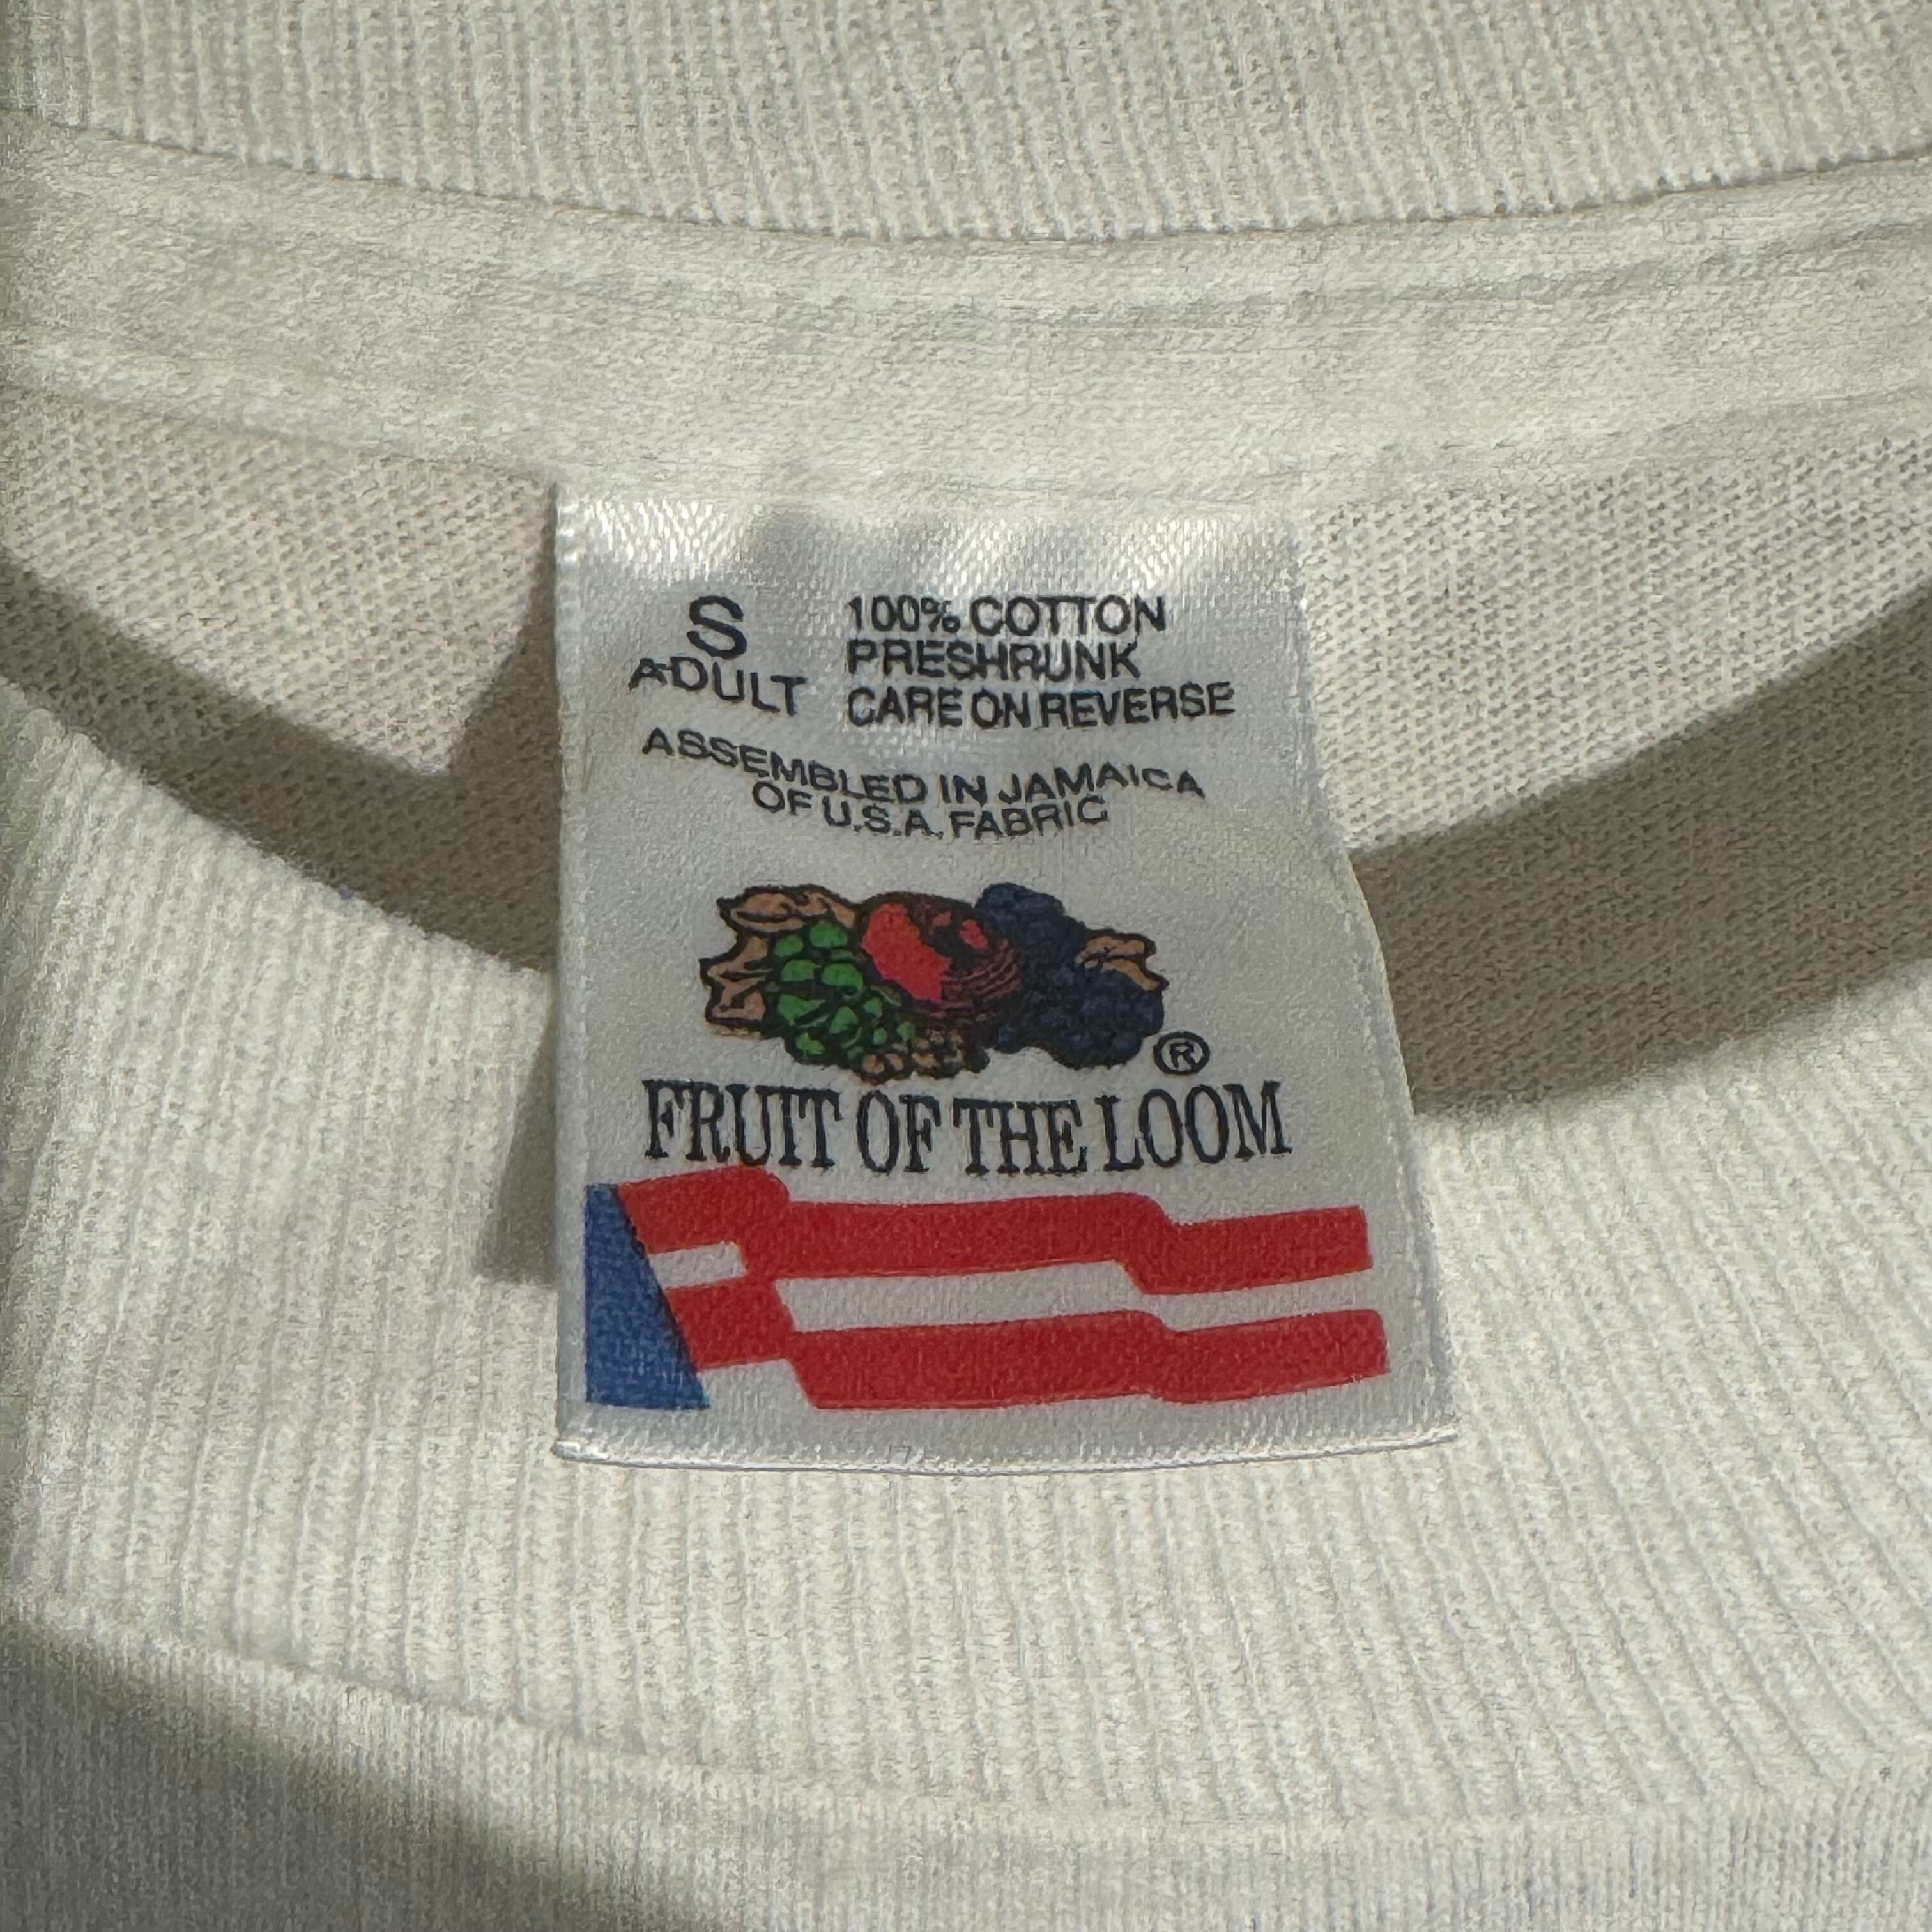 S
ADULT
100% COTTON
PRESHRUNK
CARE ON REVERSE
ASSEMBLED IN JAMAICA
OF U.S.A. FABRIC
®
FRUIT OF THE LOOM